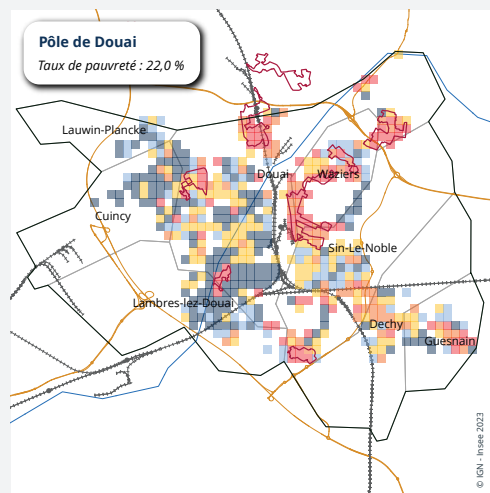 Pôle de Douai
Taux de pauvreté : 22,0 %
Lauwin-Plancke
Douai
Waziers
Cuincy
Sin-Le-Noble
Lambres-lez-Douai
Dechy
Guesnain
© IGN - Insee 2023